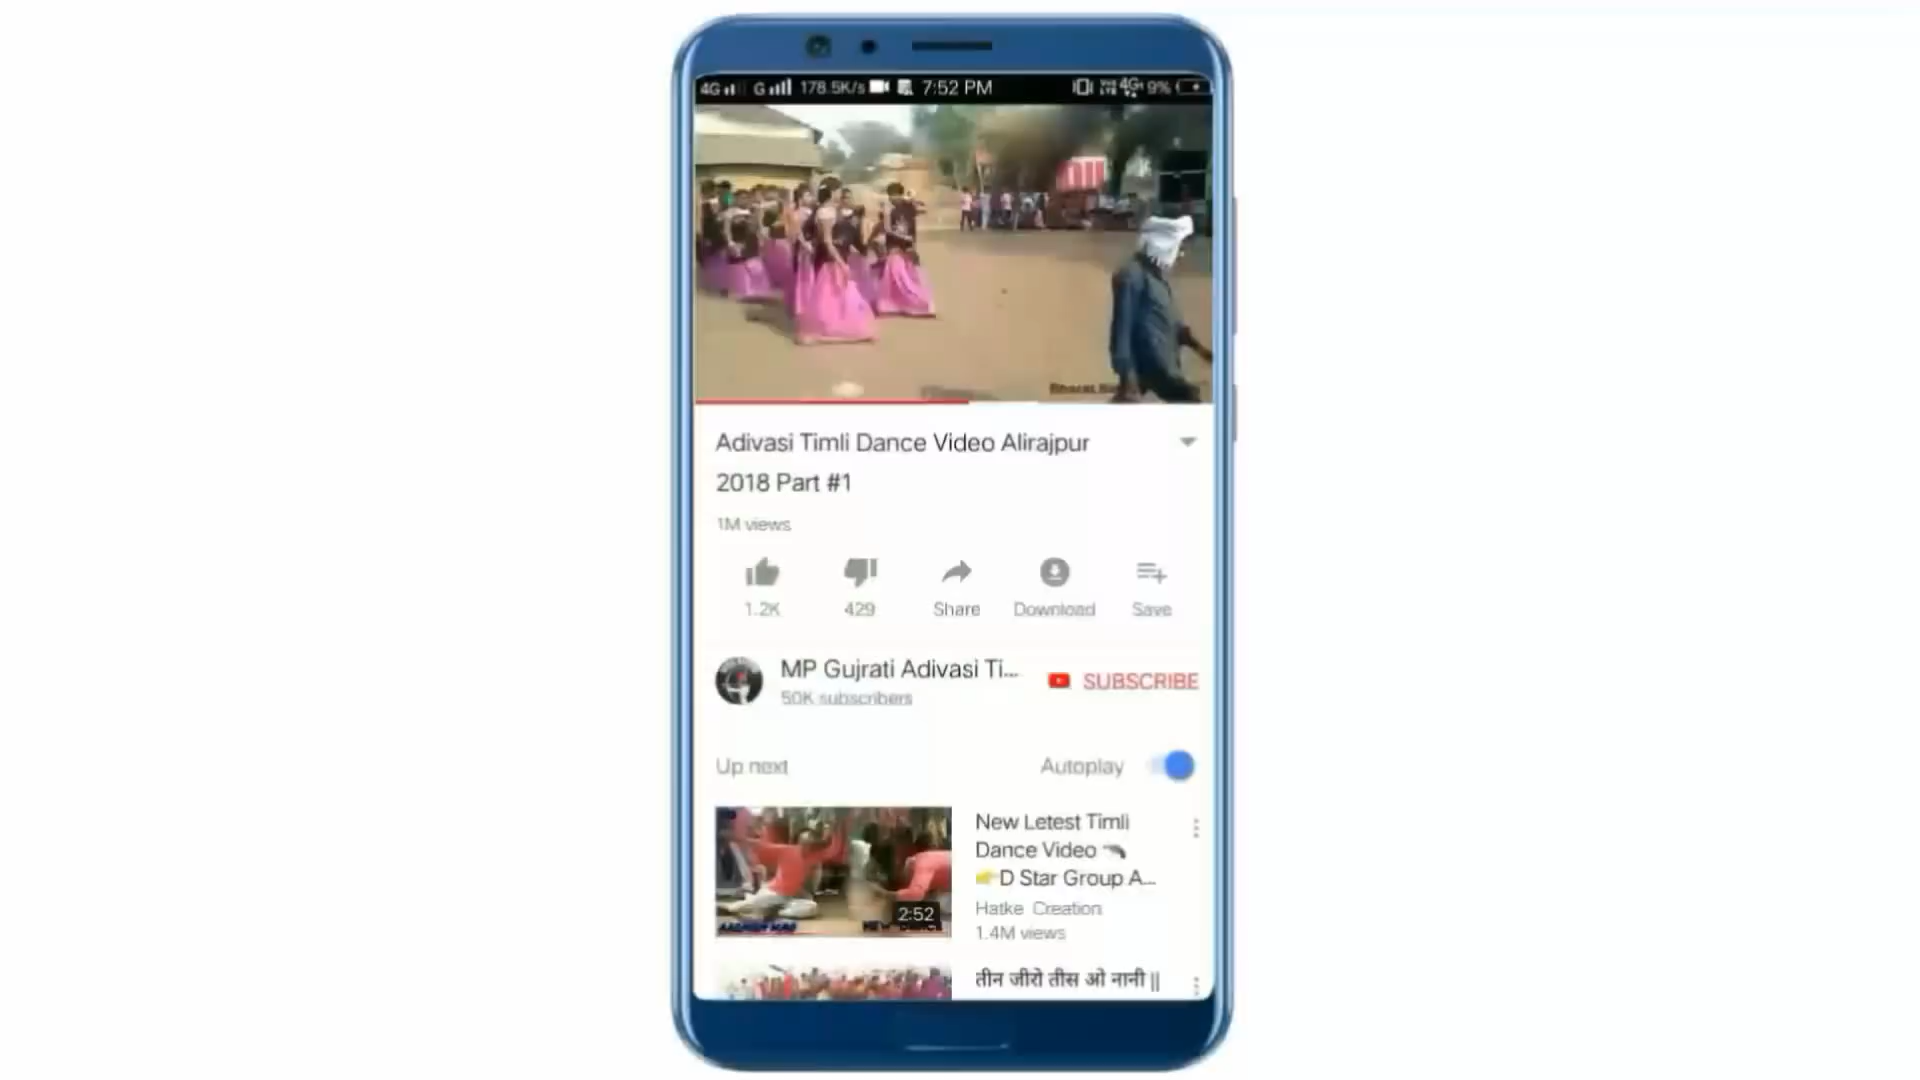 4G G 178.5K/s 7:52 PM 4G+ 9%
Adivasi Timli Dance Video Alirajpur
2018 Part #1
1M views
1.2K 429 Share Download Save
MP Gujrati Adivasi Ti...
50K subscribers
SUBSCRIBE
Up next Autoplay
2:52
New Letest Timli
Dance Video
D Star Group A...
Hatke Creation
1.4M views
तीन जीरो तीस ओ नानी ||